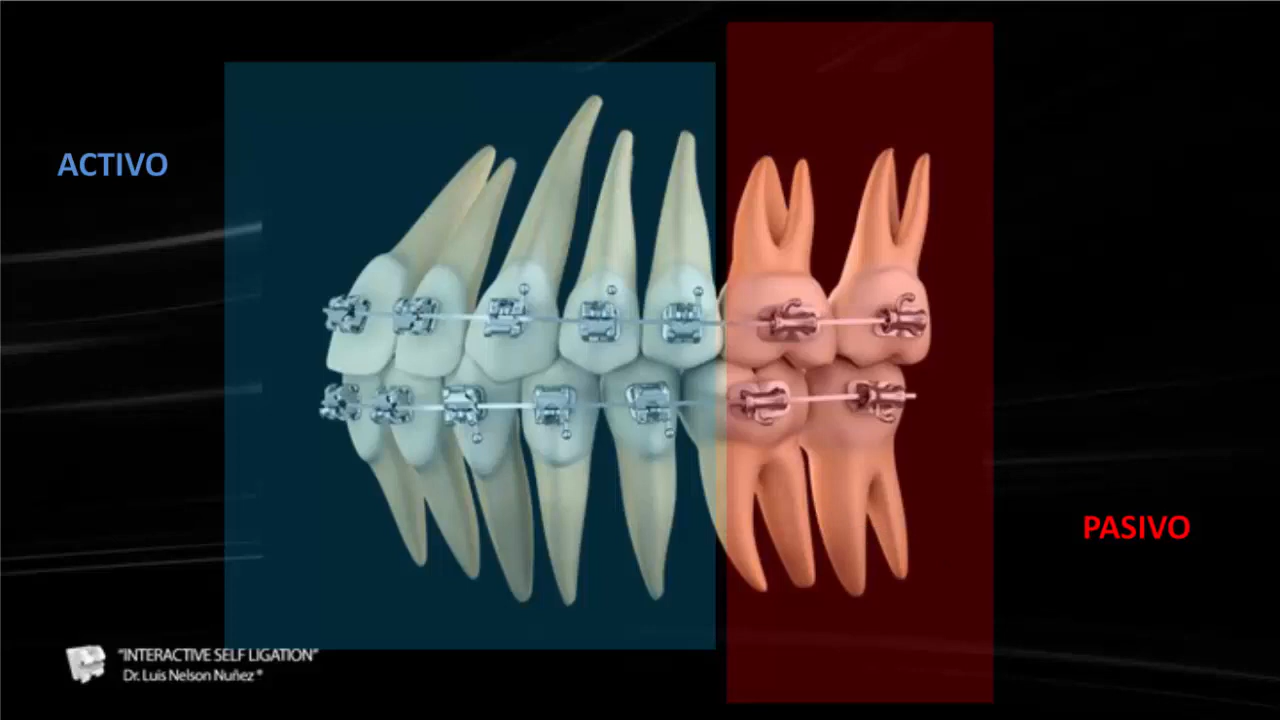 ACTIVO
PASIVO
“INTERACTIVE SELF LIGATION”
Dr. Luis Nelson Nuñez ®